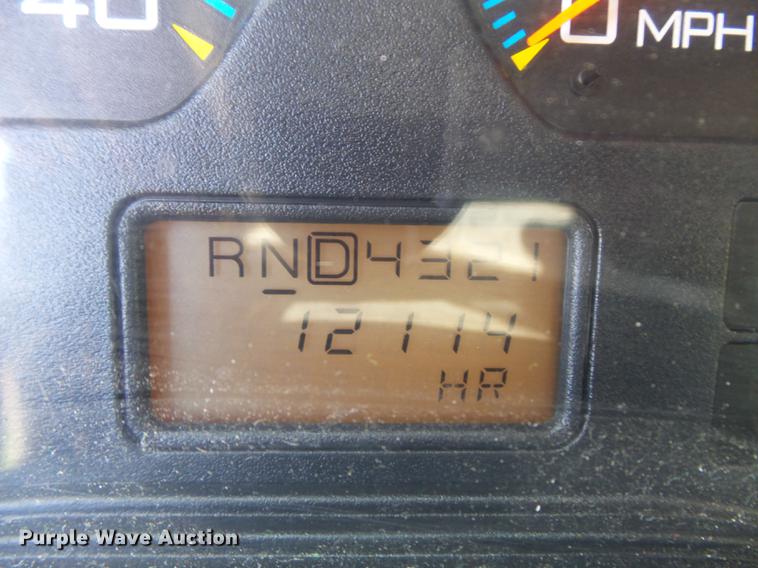 40
0 MPH
RND4321
12114
HR
Purple Wave Auction